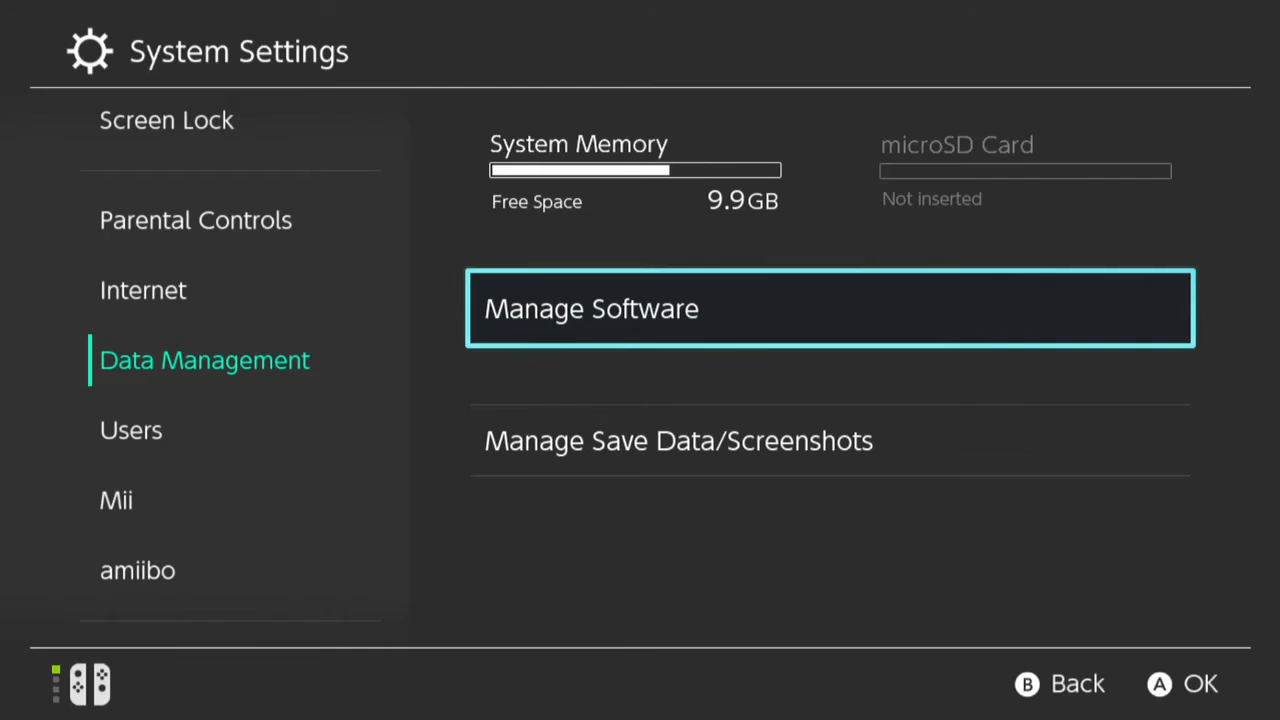 System Settings
Screen Lock
Parental Controls
Internet
Data Management
Users
Mii
amiibo
System Memory
Free Space 9.9GB
microSD Card
Not inserted
Manage Software
Manage Save Data/Screenshots
B Back A OK